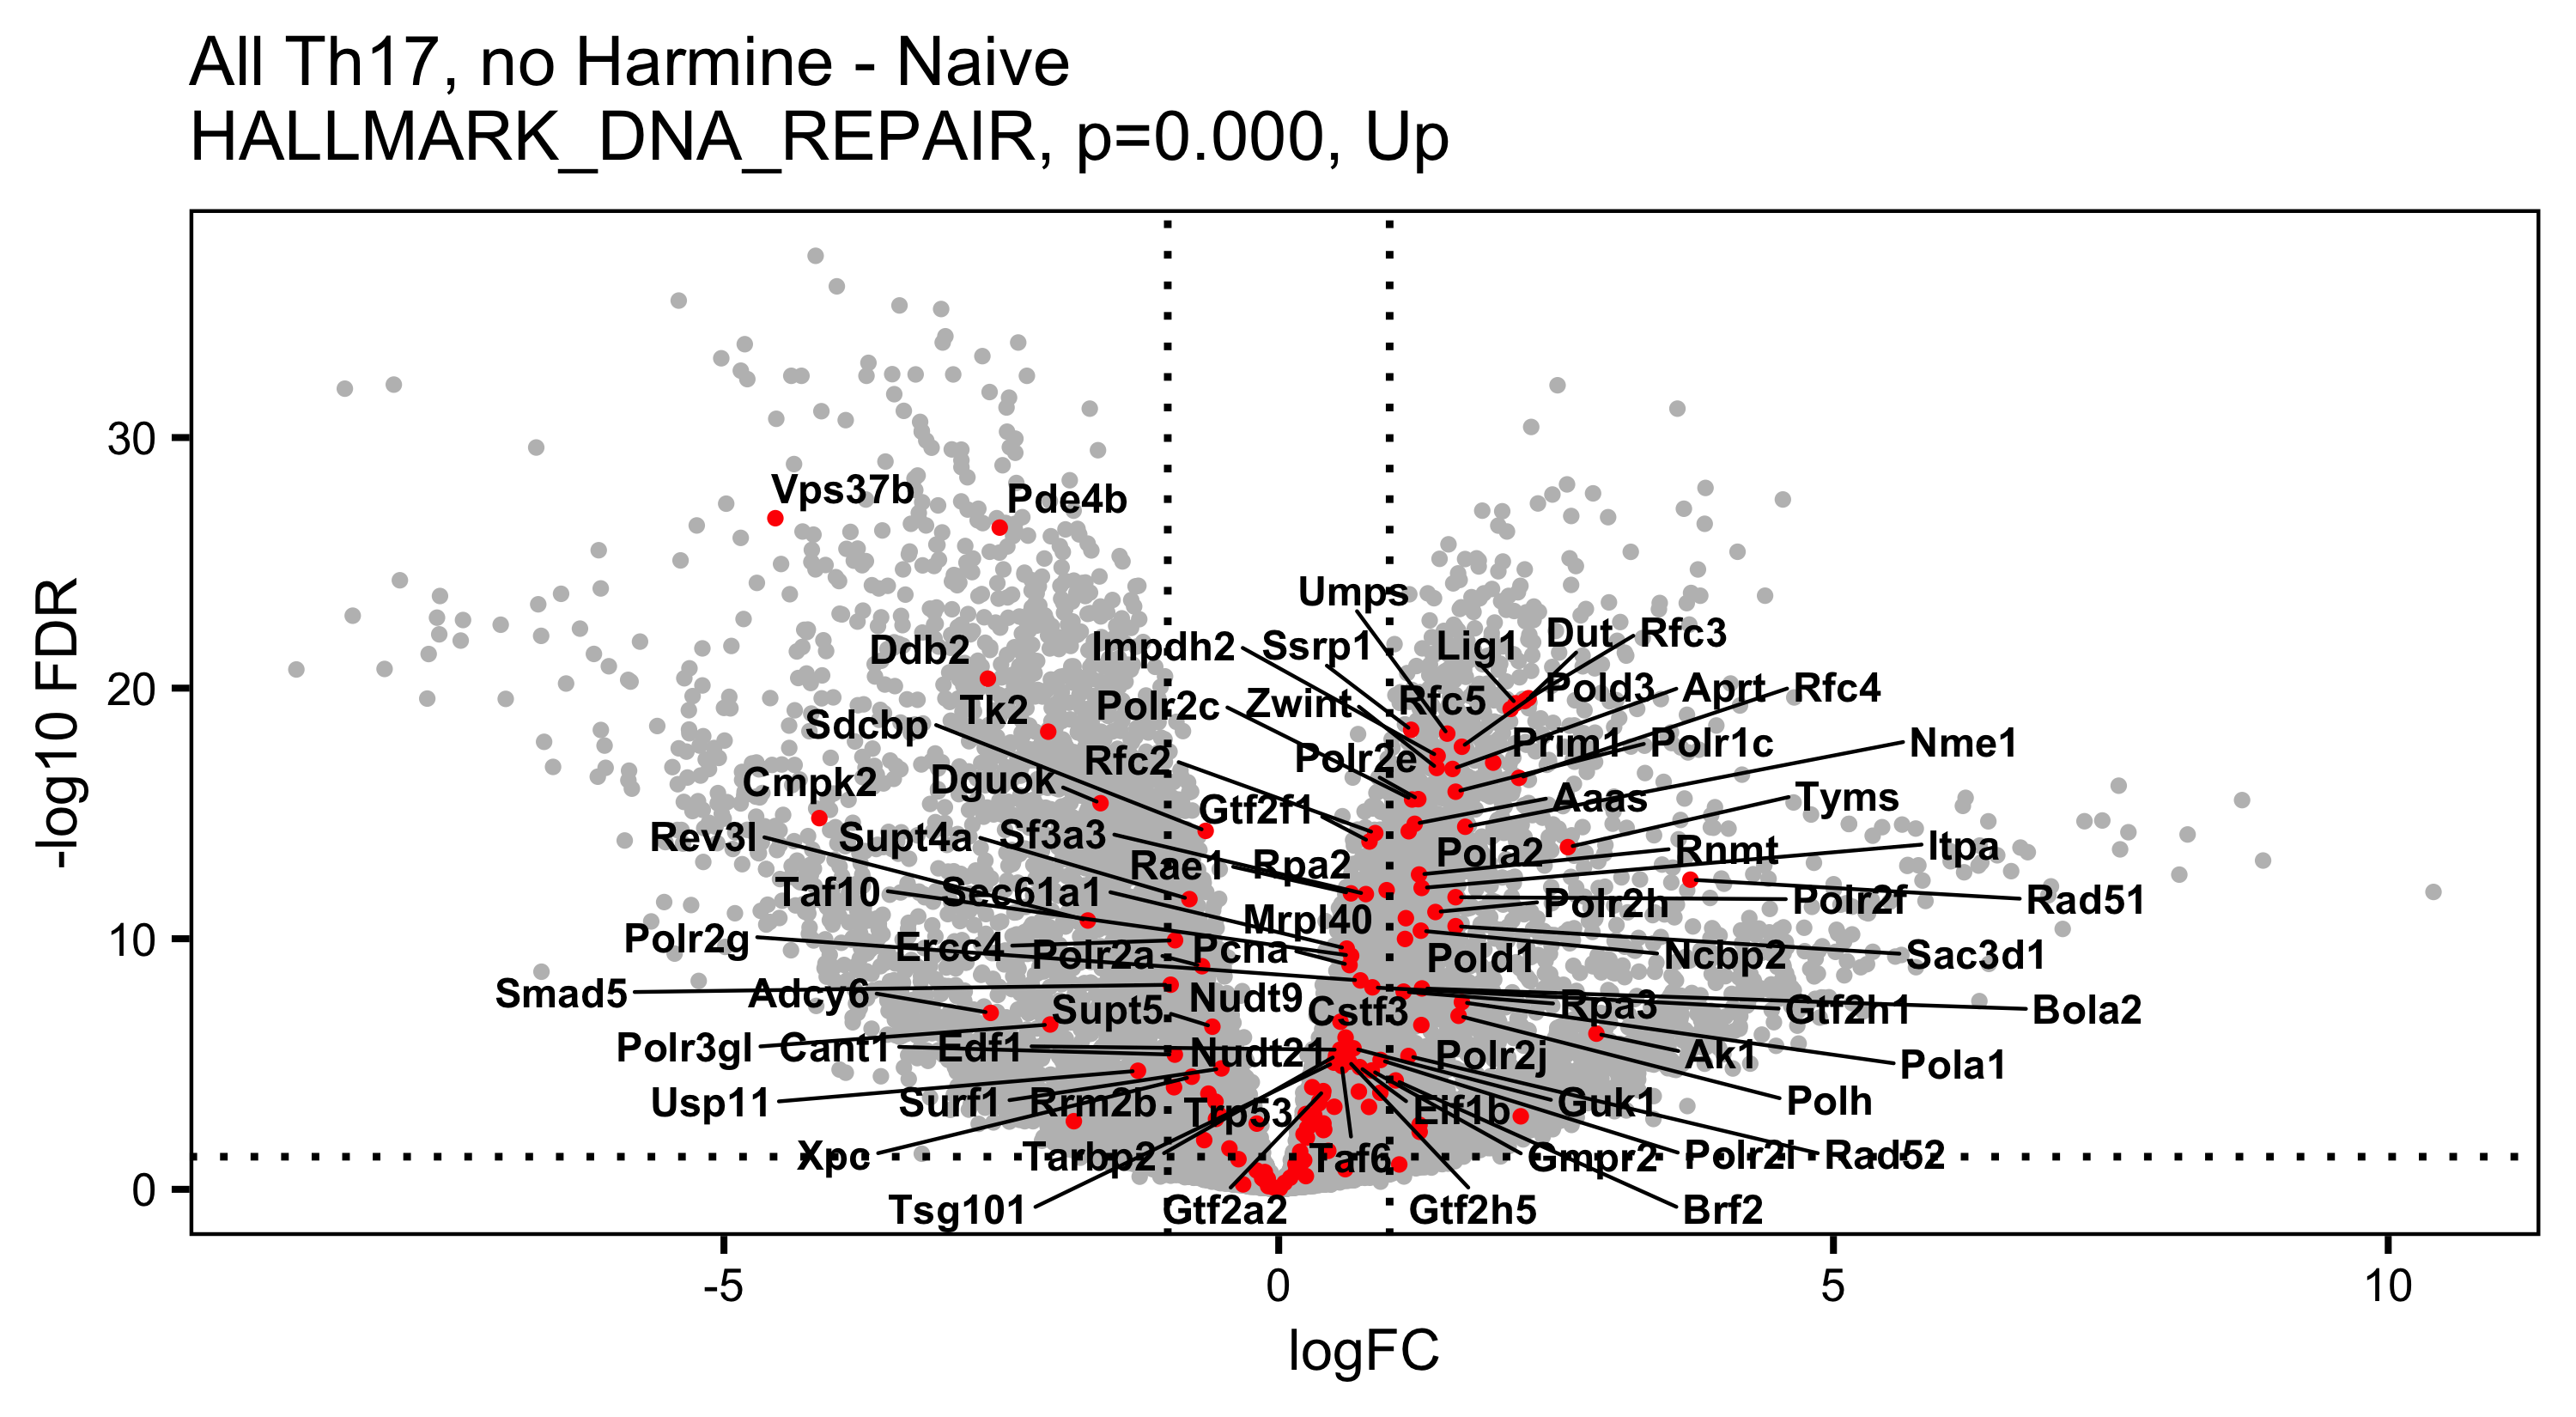 All Th17, no Harmine - Naive
HALLMARK_DNA_REPAIR, p=0.000, Up
-log10 FDR
30
20
10
0
Vps37b
Pde4b
Umps
Ddb2
Impdh2
Ssrp1
Lig1
Dut
Rfc3
Tk2
Sdcbp
Polr2c
Zwint
Rfc5
Pold3
Aprt
Rfc4
Cmpk2
Dguok
Rfc2
Polr2e
Prim1
Polr1c
Nme1
Rev3l
Supt4a
Sf3a3
Gtf2f1
Aaas
Tyms
Taf10
Sec61a1
Rae1
Rpa2
Pola2
Rnmt
Itpa
Polr2g
Ercc4
Polr2a
Mrpl40
Pcna
Polr2h
Polr2f
Rad51
Pold1
Ncbp2
Sac3d1
Smad5
Adcy6
Supt5
Nudt9
Cstf3
Rpa3
Gtf2h1
Bola2
Polr3gl
Cant1
Edf1
Nudt21
Polr2j
Ak1
Pola1
Usp11
Surf1
Rrm2b
Trp53
Eif1b
Guk1
Polh
Xpc
Tarbp2
Taf6
Gmpr2
Polr2i
Rad52
Tsg101
Gtf2a2
Gtf2h5
Brf2
-5
0
5
10
logFC